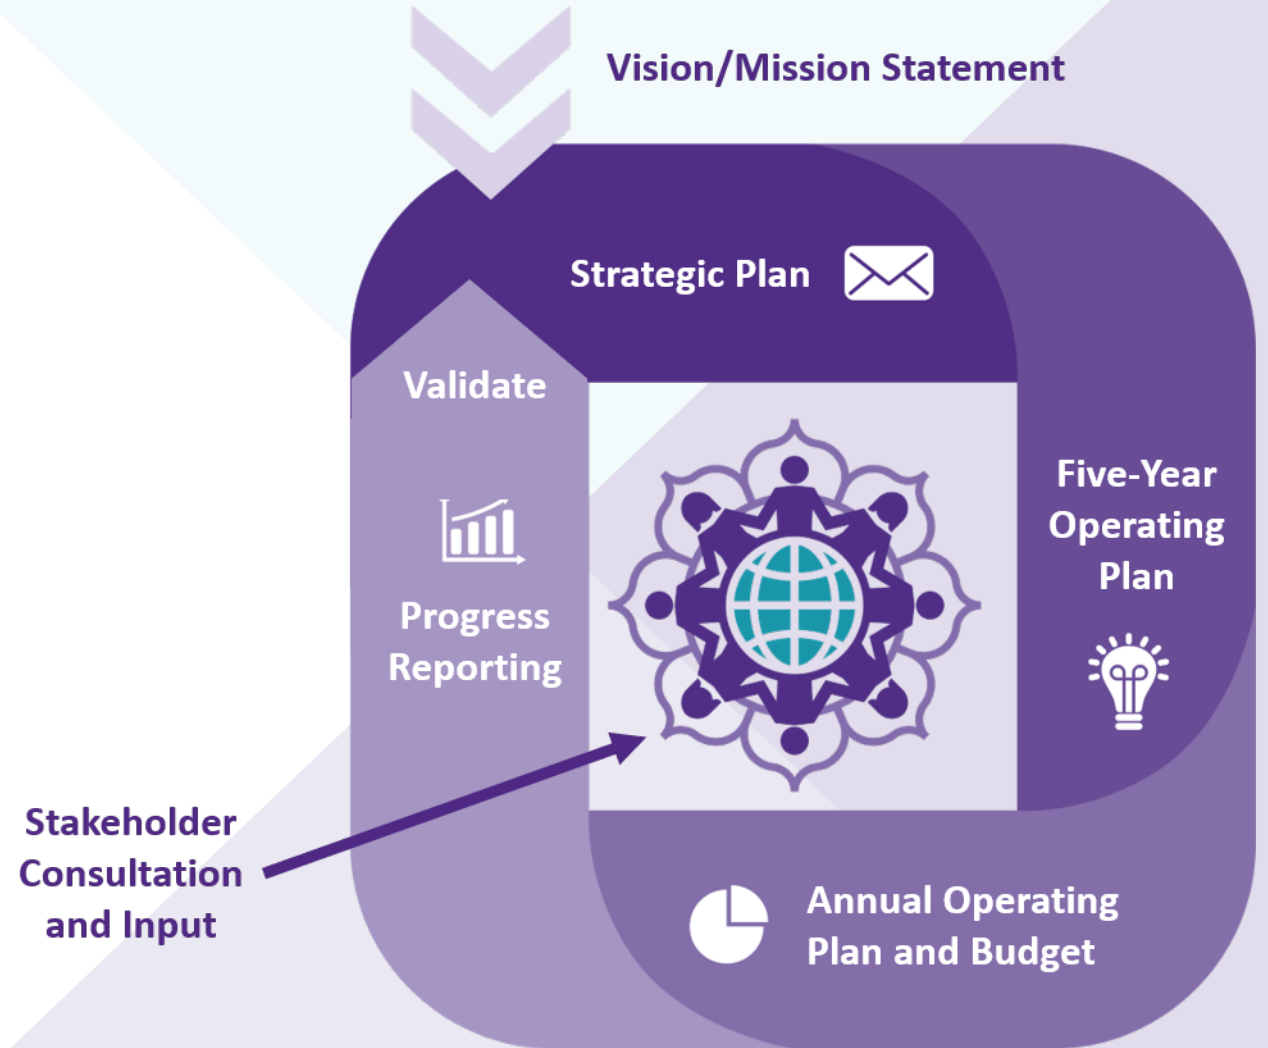 Vision/Mission Statement
Strategic Plan
Validate
Five-Year
Operating
Plan
Progress
Reporting
Stakeholder
Consultation
and Input
Annual Operating
Plan and Budget